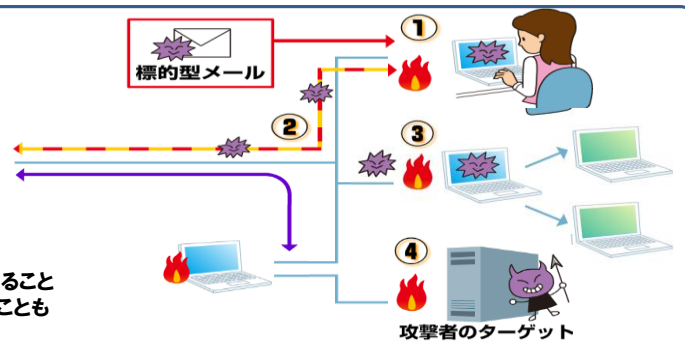 ①
標的型メール
②
③
④
ること
ことも
攻撃者のターゲット